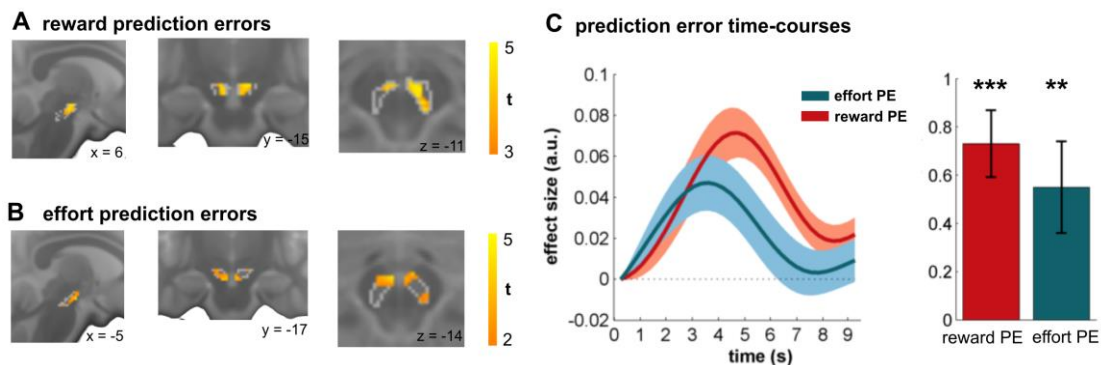 A reward prediction errors
x = 6
y = -15
z = -11
5
t
3
B effort prediction errors
x = -5
y = -17
z = -14
5
t
2
C prediction error time-courses
effect size (a.u.)
0.1
0.08
0.06
0.04
0.02
0
-0.02
0 1 2 3 4 5 6 7 8 9
time (s)
effort PE
reward PE
1
0.8
0.6
0.4
0.2
0
*** **
reward PE effort PE